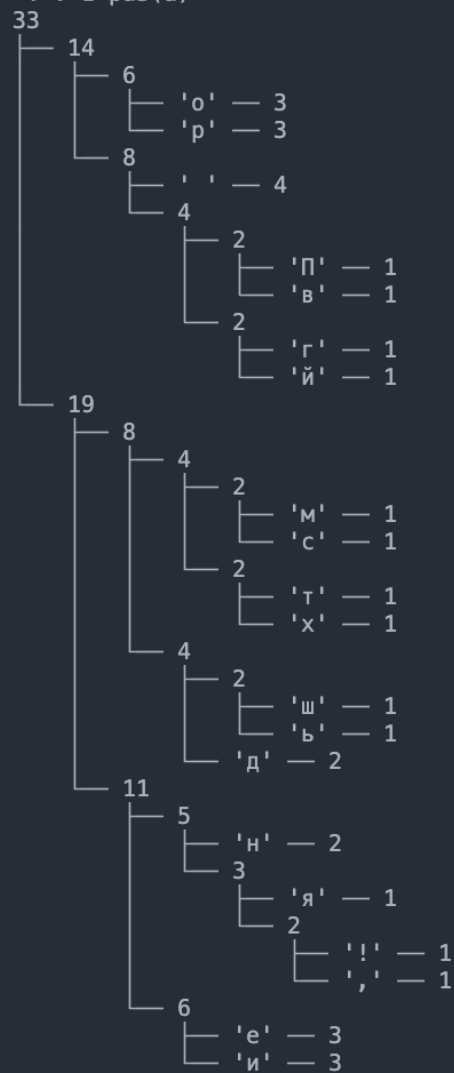 33
├── 14
│   ├── 6
│   │   ├── 'о' — 3
│   │   └── 'р' — 3
│   └── 8
│       ├── ' ' — 4
│       └── 4
│           ├── 2
│           │   ├── 'П' — 1
│           │   └── 'в' — 1
│           └── 2
│               ├── 'г' — 1
│               └── 'й' — 1
└── 19
    ├── 8
    │   ├── 4
    │   │   ├── 2
    │   │   │   ├── 'м' — 1
    │   │   │   └── 'с' — 1
    │   │   └── 2
    │   │       ├── 'т' — 1
    │   │       └── 'х' — 1
    │   └── 4
    │       ├── 2
    │       │   ├── 'ш' — 1
    │       │   └── 'ь' — 1
    │       └── 'д' — 2
    └── 11
        ├── 5
        │   ├── 'н' — 2
        │   └── 3
        │       ├── 'я' — 1
        │       └── 2
        │           ├── '!' — 1
        │           └── ',' — 1
        └── 6
            ├── 'е' — 3
            └── 'и' — 3